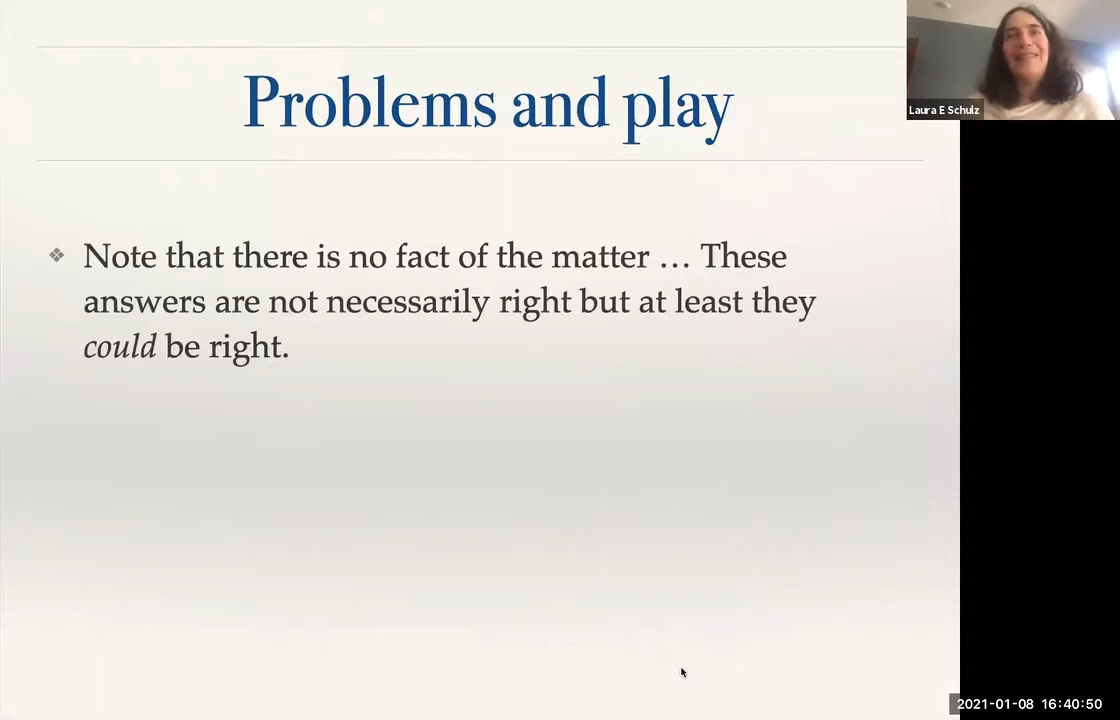 Problems and play
Laura E Schulz
❖ Note that there is no fact of the matter … These
answers are not necessarily right but at least they
could be right.
2021-01-08 16:40:50